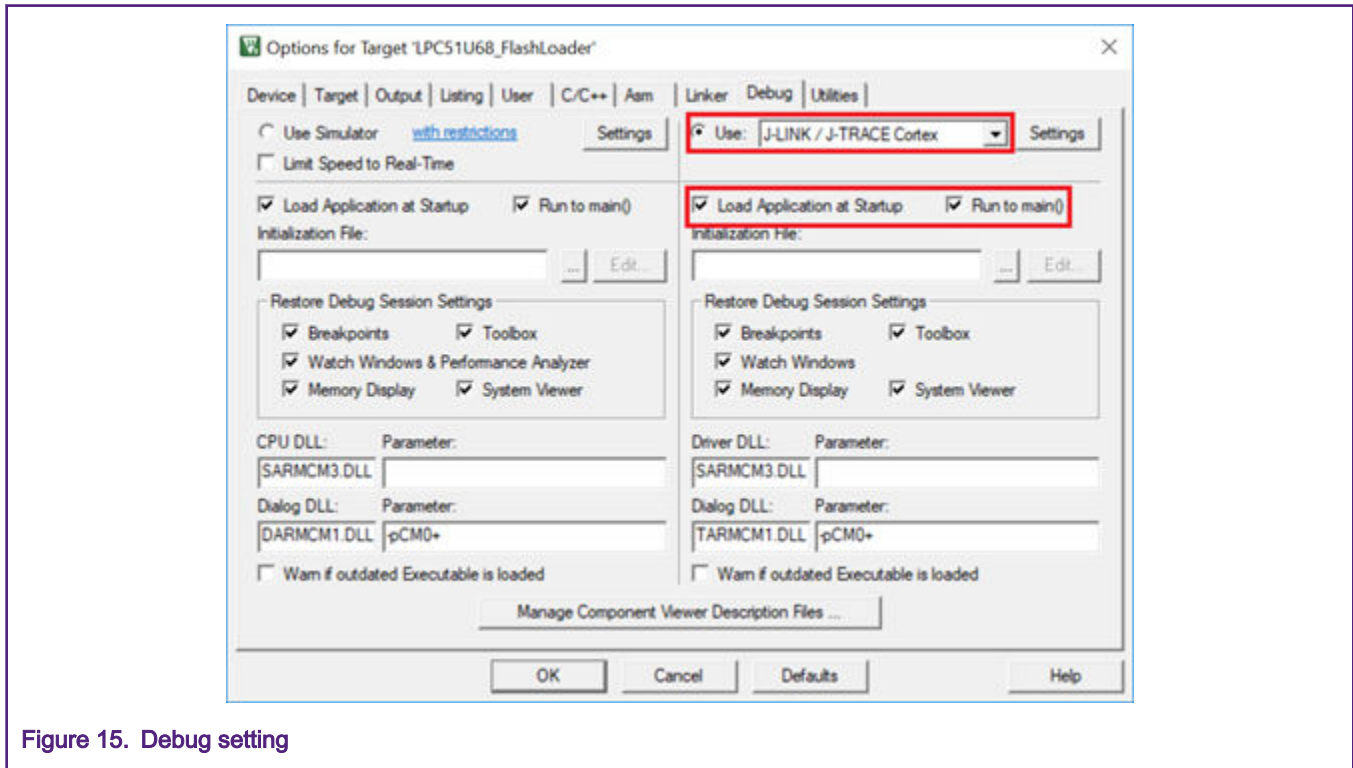 Options for Target 'LPC51U68_FlashLoader'
Device Target Output Listing User C/C++ Asm Linker Debug Utilities
Use Simulator with restrictions Settings
Limit Speed to Real-Time
Load Application at Startup Run to main()
Initialization File:
... Edit...
Restore Debug Session Settings
Breakpoints Toolbox
Watch Windows & Performance Analyzer
Memory Display System Viewer
CPU DLL: Parameter:
SARMCM3.DLL
Dialog DLL: Parameter:
DARMCM1.DLL -pCM0+
Warn if outdated Executable is loaded
Use: J-LINK / J-TRACE Cortex Settings
Load Application at Startup Run to main()
Initialization File:
... Edit...
Restore Debug Session Settings
Breakpoints Toolbox
Watch Windows
Memory Display System Viewer
Driver DLL: Parameter:
SARMCM3.DLL
Dialog DLL: Parameter:
TARMCM1.DLL -pCM0+
Warn if outdated Executable is loaded
Manage Component Viewer Description Files ...
OK Cancel Defaults Help
Figure 15. Debug setting